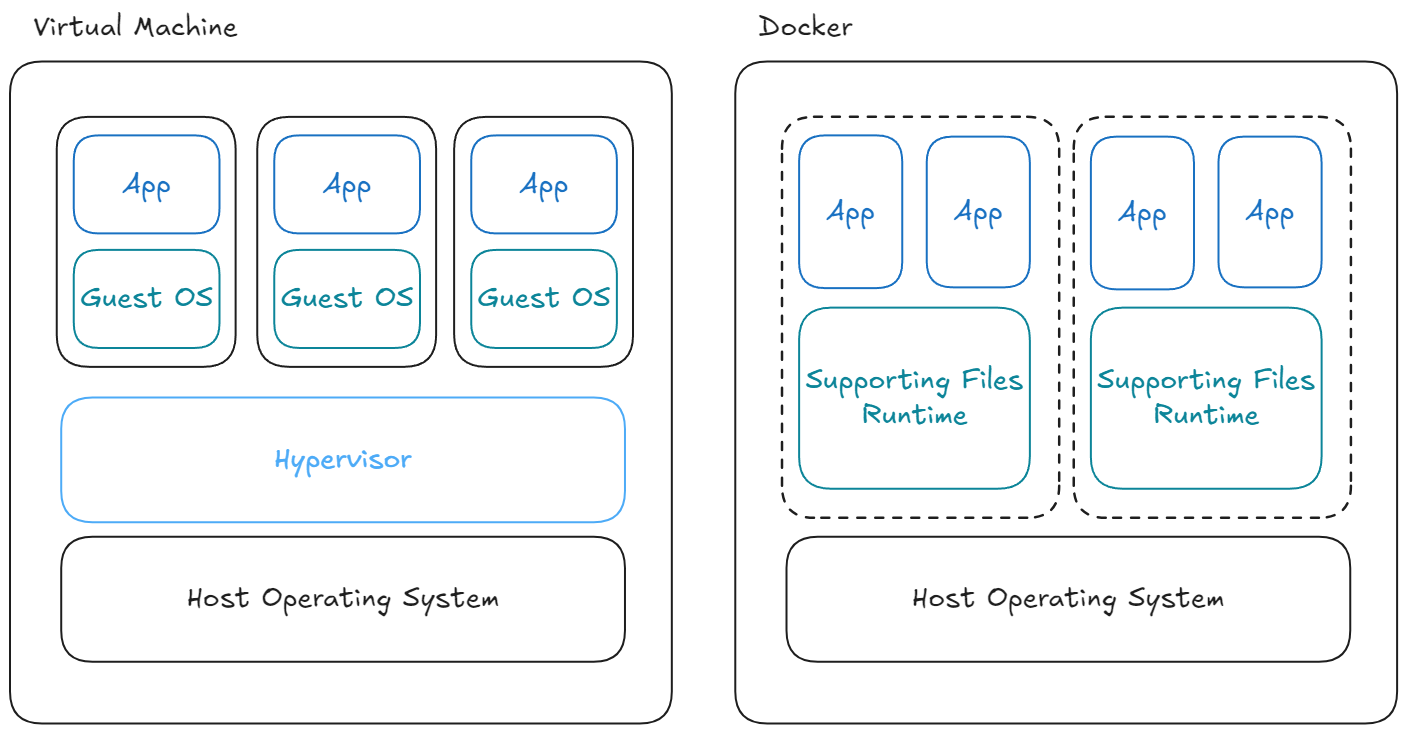 Virtual Machine
App
App
App
Guest OS
Guest OS
Guest OS
Hypervisor
Host Operating System
Docker
App
App
App
App
Supporting Files
Runtime
Supporting Files
Runtime
Host Operating System